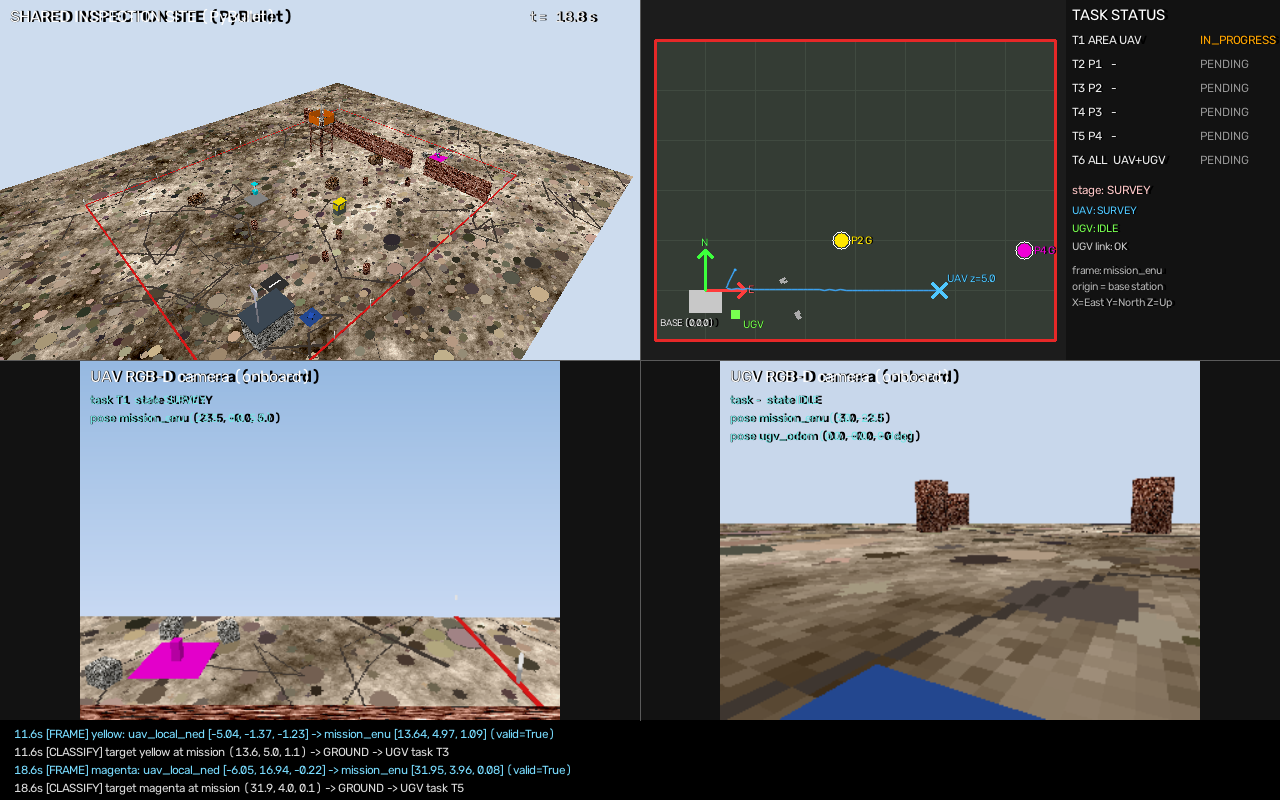 SHARED INSPECTION SITE (PyBullet)
t = 18.8 s
N
E
P2 G
UAV z=5.0
BASE (0,0,0)
UGV
TASK STATUS
T1 AREA UAV IN_PROGRESS
T2 P1 - PENDING
T3 P2 - PENDING
T4 P3 - PENDING
T5 P4 - PENDING
T6 ALL UAV+UGV PENDING
stage: SURVEY
UAV: SURVEY
UGV: IDLE
UGV link: OK
frame: mission_enu
origin = base station
X=East Y=North Z=Up
UAV RGB-D camera (onboard)
task T1 state SURVEY
pose mission_enu (23.5, -0.0, 5.0)
UGV RGB-D camera (onboard)
task - state IDLE
pose mission_enu (3.0, -2.5)
pose ugv_odom (0.0, -0.0, -0 deg)
11.6s [FRAME] yellow: uav_local_ned [-5.04, -1.37, -1.23] -> mission_enu [13.64, 4.97, 1.09] (valid=True)
11.6s [CLASSIFY] target yellow at mission (13.6, 5.0, 1.1) -> GROUND -> UGV task T3
18.6s [FRAME] magenta: uav_local_ned [-6.05, 16.94, -0.22] -> mission_enu [31.95, 3.96, 0.08] (valid=True)
18.6s [CLASSIFY] target magenta at mission (31.9, 4.0, 0.1) -> GROUND -> UGV task T5